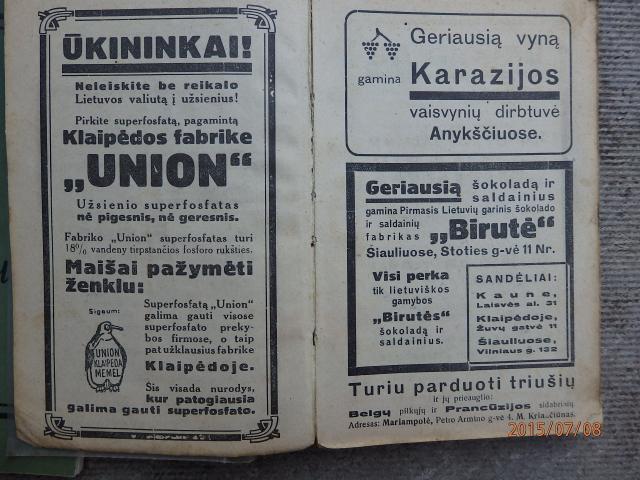 ŪKININKAI!
Neleiskite be reikalo
Lietuvos valiutą į užsienius!
Pirkite superfosfatą, pagamintą
Klaipėdos fabrike
„UNION“
Užsienio superfosfatas
nė pigesnis, nė geresnis.
Fabriko „Union“ superfosfatas turi
18% vandeny tirpstančios fosforo rukšties.
Maišai pažymėti
ženklu:
Signum:
UNION
KLAIPEDA
MEMEL
Superfosfatą „Union“
galima gauti visose
superfosfato preky-
bos firmose, o taip
pat užklausius fabrike
Klaipėdoje.
Šis visada nurodys,
kur patogiausia
galima gauti superfosfato.
Geriausią vyną
gamina Karazijos
vaisvynių dirbtuvė
Anykščiuose.
Geriausią šokoladą ir
saldainius
gamina Pirmasis Lietuvių garinis šokolado
ir saldainių
fabrikas „Birutė“
Šiauliuose, Stoties g-vė 11 Nr.
Visi perka
tik lietuviškos
gamybos
„Birutės“
šokoladą ir
saldainius.
SANDĖLIAI:
Kaune,
Laisvės al. 31
Klaipėdoje,
Žuvų gatvė 11
Šiauliuose,
Vilniaus g. 132
Turiu parduoti triušių
ir jų prieauglio:
Belgų pilkųjų ir Prancūzijos sidabrinių
Adresas: Mariampolė, Petro Armino g-vė 4. M.
2015/07/08